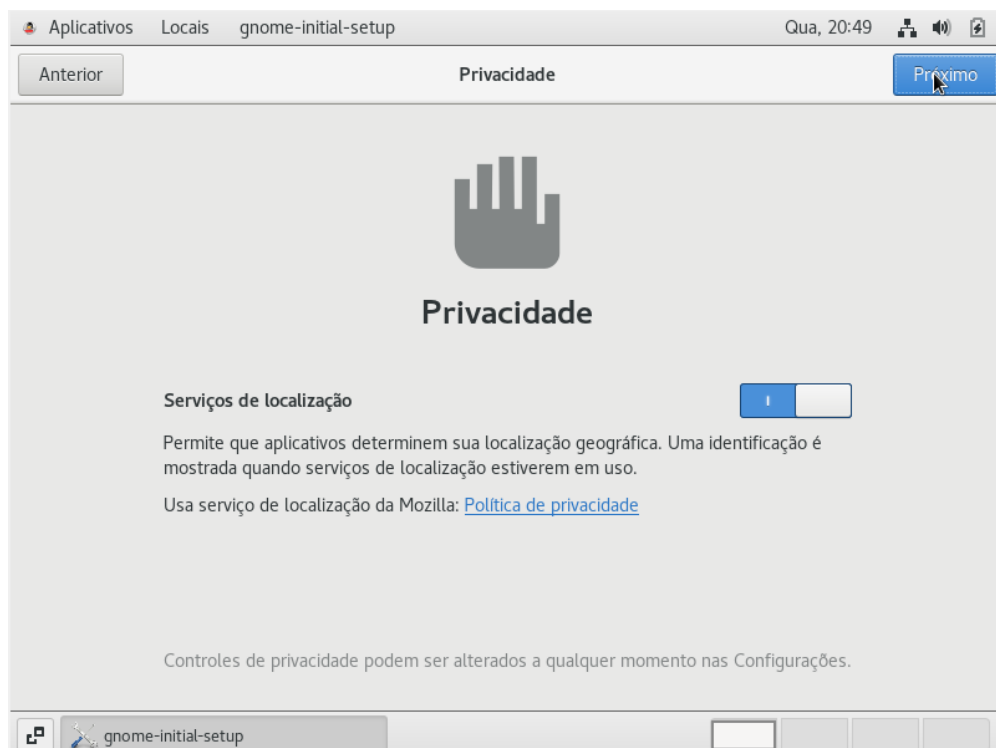 Aplicativos Locais gnome-initial-setup Qua, 20:49
Anterior Privacidade Próximo
Privacidade
Serviços de localização
Permite que aplicativos determinem sua localização geográfica. Uma identificação é
mostrada quando serviços de localização estiverem em uso.
Usa serviço de localização da Mozilla: Política de privacidade
Controles de privacidade podem ser alterados a qualquer momento nas Configurações.
gnome-initial-setup